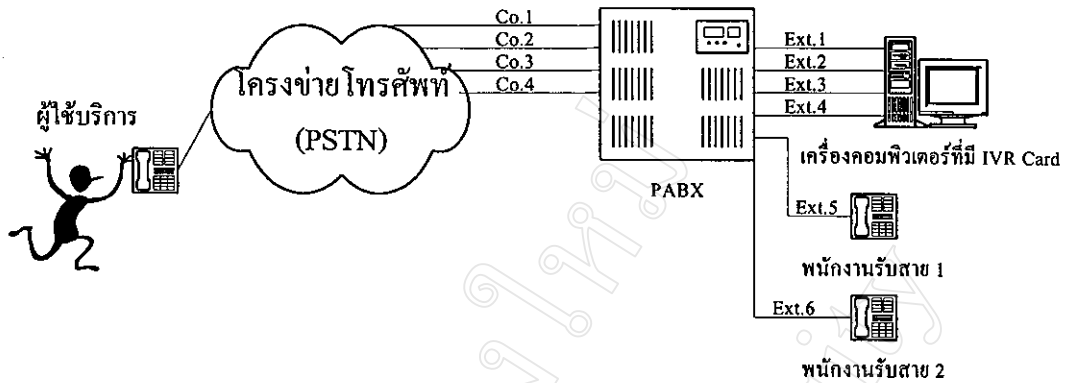 Co.1
Co.2
Co.3
Co.4
โครงข่ายโทรศัพท์
(PSTN)
ผู้ใช้บริการ
PABX
Ext.1
Ext.2
Ext.3
Ext.4
เครื่องคอมพิวเตอร์ที่มี IVR Card
Ext.5
พนักงานรับสาย 1
Ext.6
พนักงานรับสาย 2